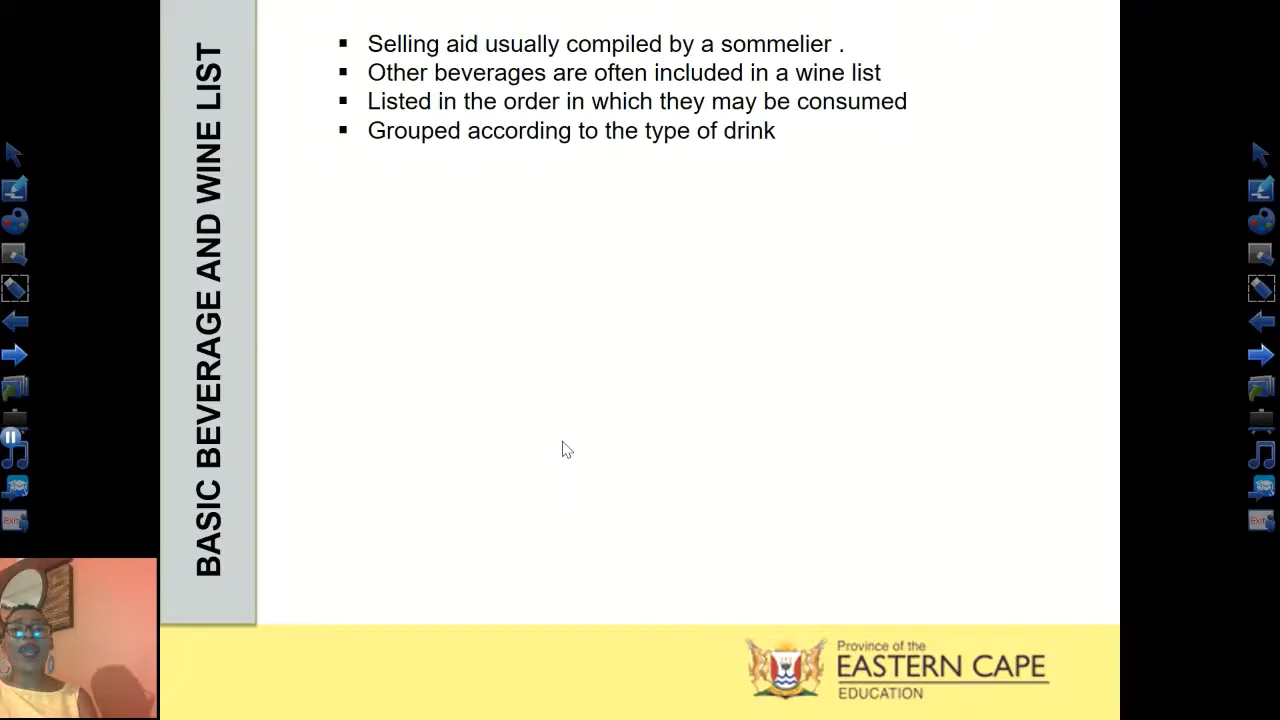 BASIC BEVERAGE AND WINE LIST
▪ Selling aid usually compiled by a sommelier .
▪ Other beverages are often included in a wine list
▪ Listed in the order in which they may be consumed
▪ Grouped according to the type of drink
Province of the
EASTERN CAPE
EDUCATION
Exit
Exit